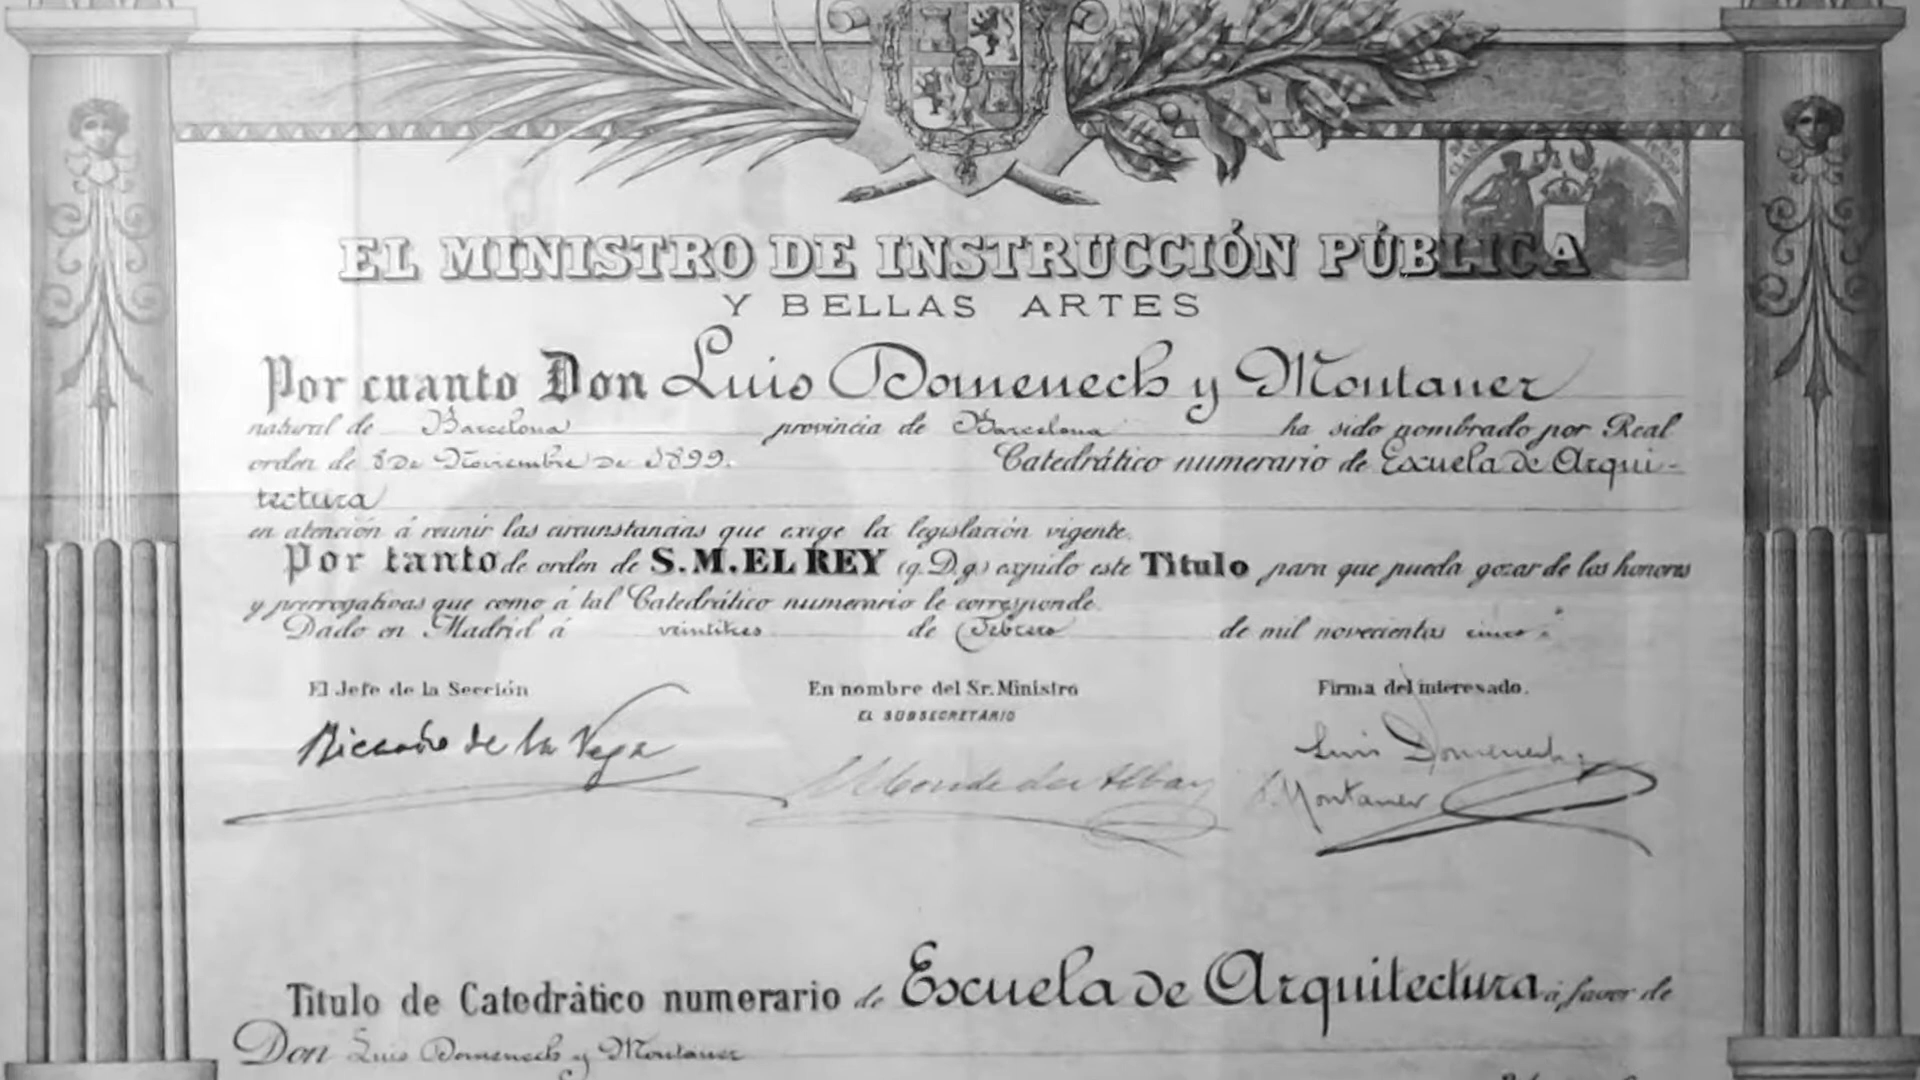 EL MINISTRO DE INSTRUCCIÓN PÚBLICA
Y BELLAS ARTES
Por cuanto Don Luis Domenech y Montaner
natural de Barcelona provincia de Barcelona ha sido nombrado por Real
orden de 8 De Noviembre De 1899. Catedrático numerario de Escuela de Arqui-
tectura
en atención á reunir las circunstancias que exige la legislación vigente.
Por tanto de orden de S. M. EL REY (q. D. g.) expido este Titulo para que pueda gozar de los honores
y prerrogativas que como á tal Catedrático numerario le corresponde.
Dado en Madrid á veintitres de Febrero de mil novecientos cinco
El Jefe de la Sección En nombre del Sr. Ministro Firma del interesado.
EL SUBSECRETARIO
de la Vega Luis Domenech y
Montaner
Titulo de Catedrático numerario de Escuela de Arquitectura á favor de
Don Luis Domenech y Montaner